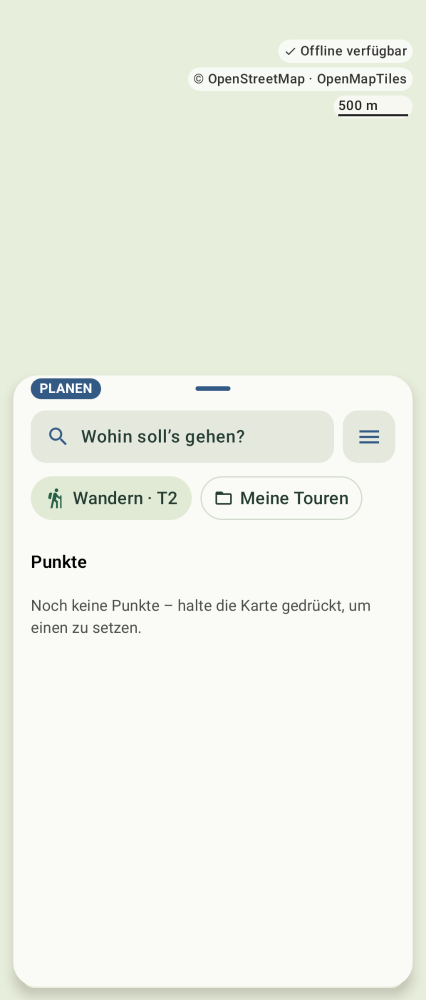 Offline verfügbar
© OpenStreetMap · OpenMapTiles
500 m
PLANEN
Wohin soll’s gehen?
Wandern · T2
Meine Touren
Punkte
Noch keine Punkte – halte die Karte gedrückt, um
einen zu setzen.